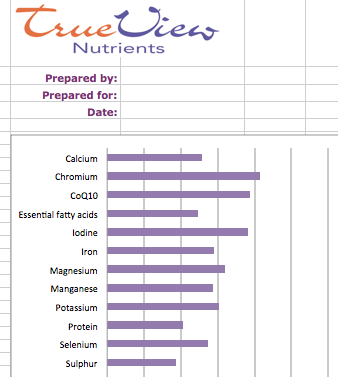 TrueView
Nutrients
Prepared by:
Prepared for:
Date:
Calcium
Chromium
CoQ10
Essential fatty acids
Iodine
Iron
Magnesium
Manganese
Potassium
Protein
Selenium
Sulphur